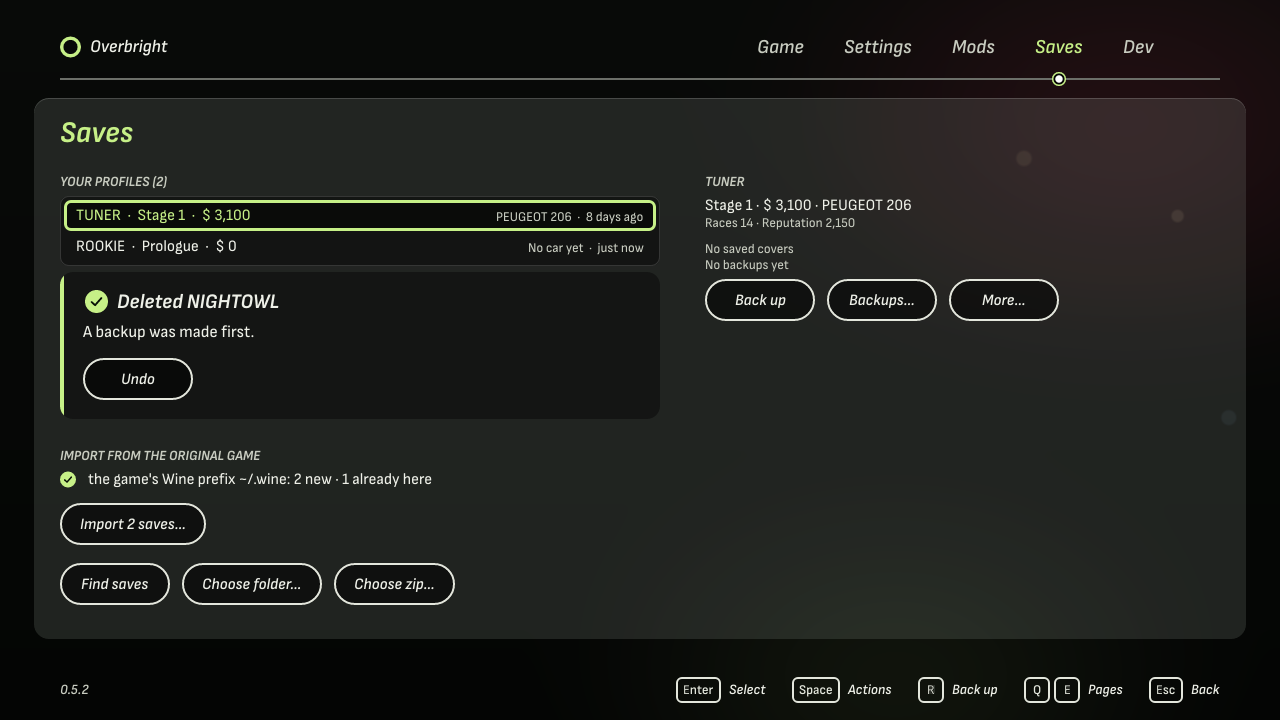 Overbright
Game Settings Mods Saves Dev
Saves
YOUR PROFILES (2)
TUNER · Stage 1 · $ 3,100 PEUGEOT 206 · 8 days ago
ROOKIE · Prologue · $ 0 No car yet · just now
Deleted NIGHTOWL
A backup was made first.
Undo
IMPORT FROM THE ORIGINAL GAME
the game's Wine prefix ~/.wine: 2 new · 1 already here
Import 2 saves...
Find saves Choose folder... Choose zip...
TUNER
Stage 1 · $ 3,100 · PEUGEOT 206
Races 14 · Reputation 2,150
No saved covers
No backups yet
Back up Backups... More...
0.5.2
Enter Select Space Actions R Back up Q E Pages Esc Back